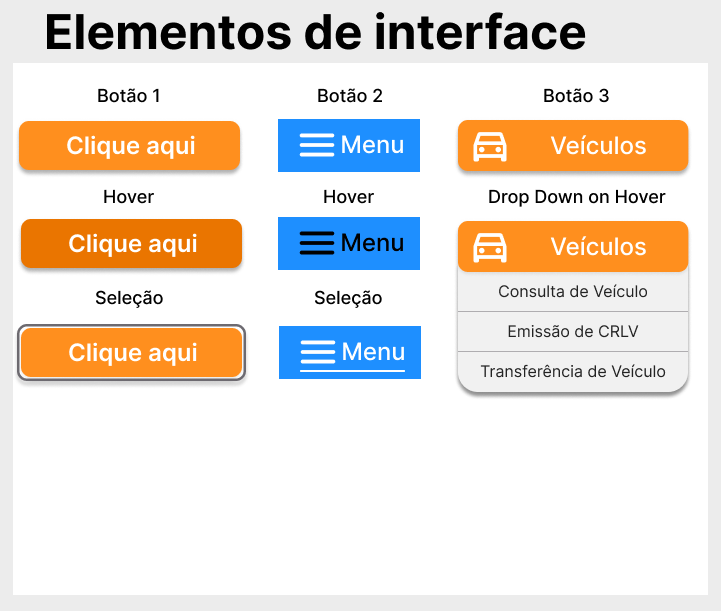 Elementos de interface
Botão 1
Botão 2
Botão 3
Clique aqui
Menu
Veículos
Hover
Hover
Drop Down on Hover
Clique aqui
Menu
Veículos
Seleção
Seleção
Consulta de Veículo
Emissão de CRLV
Clique aqui
Menu
Transferência de Veículo